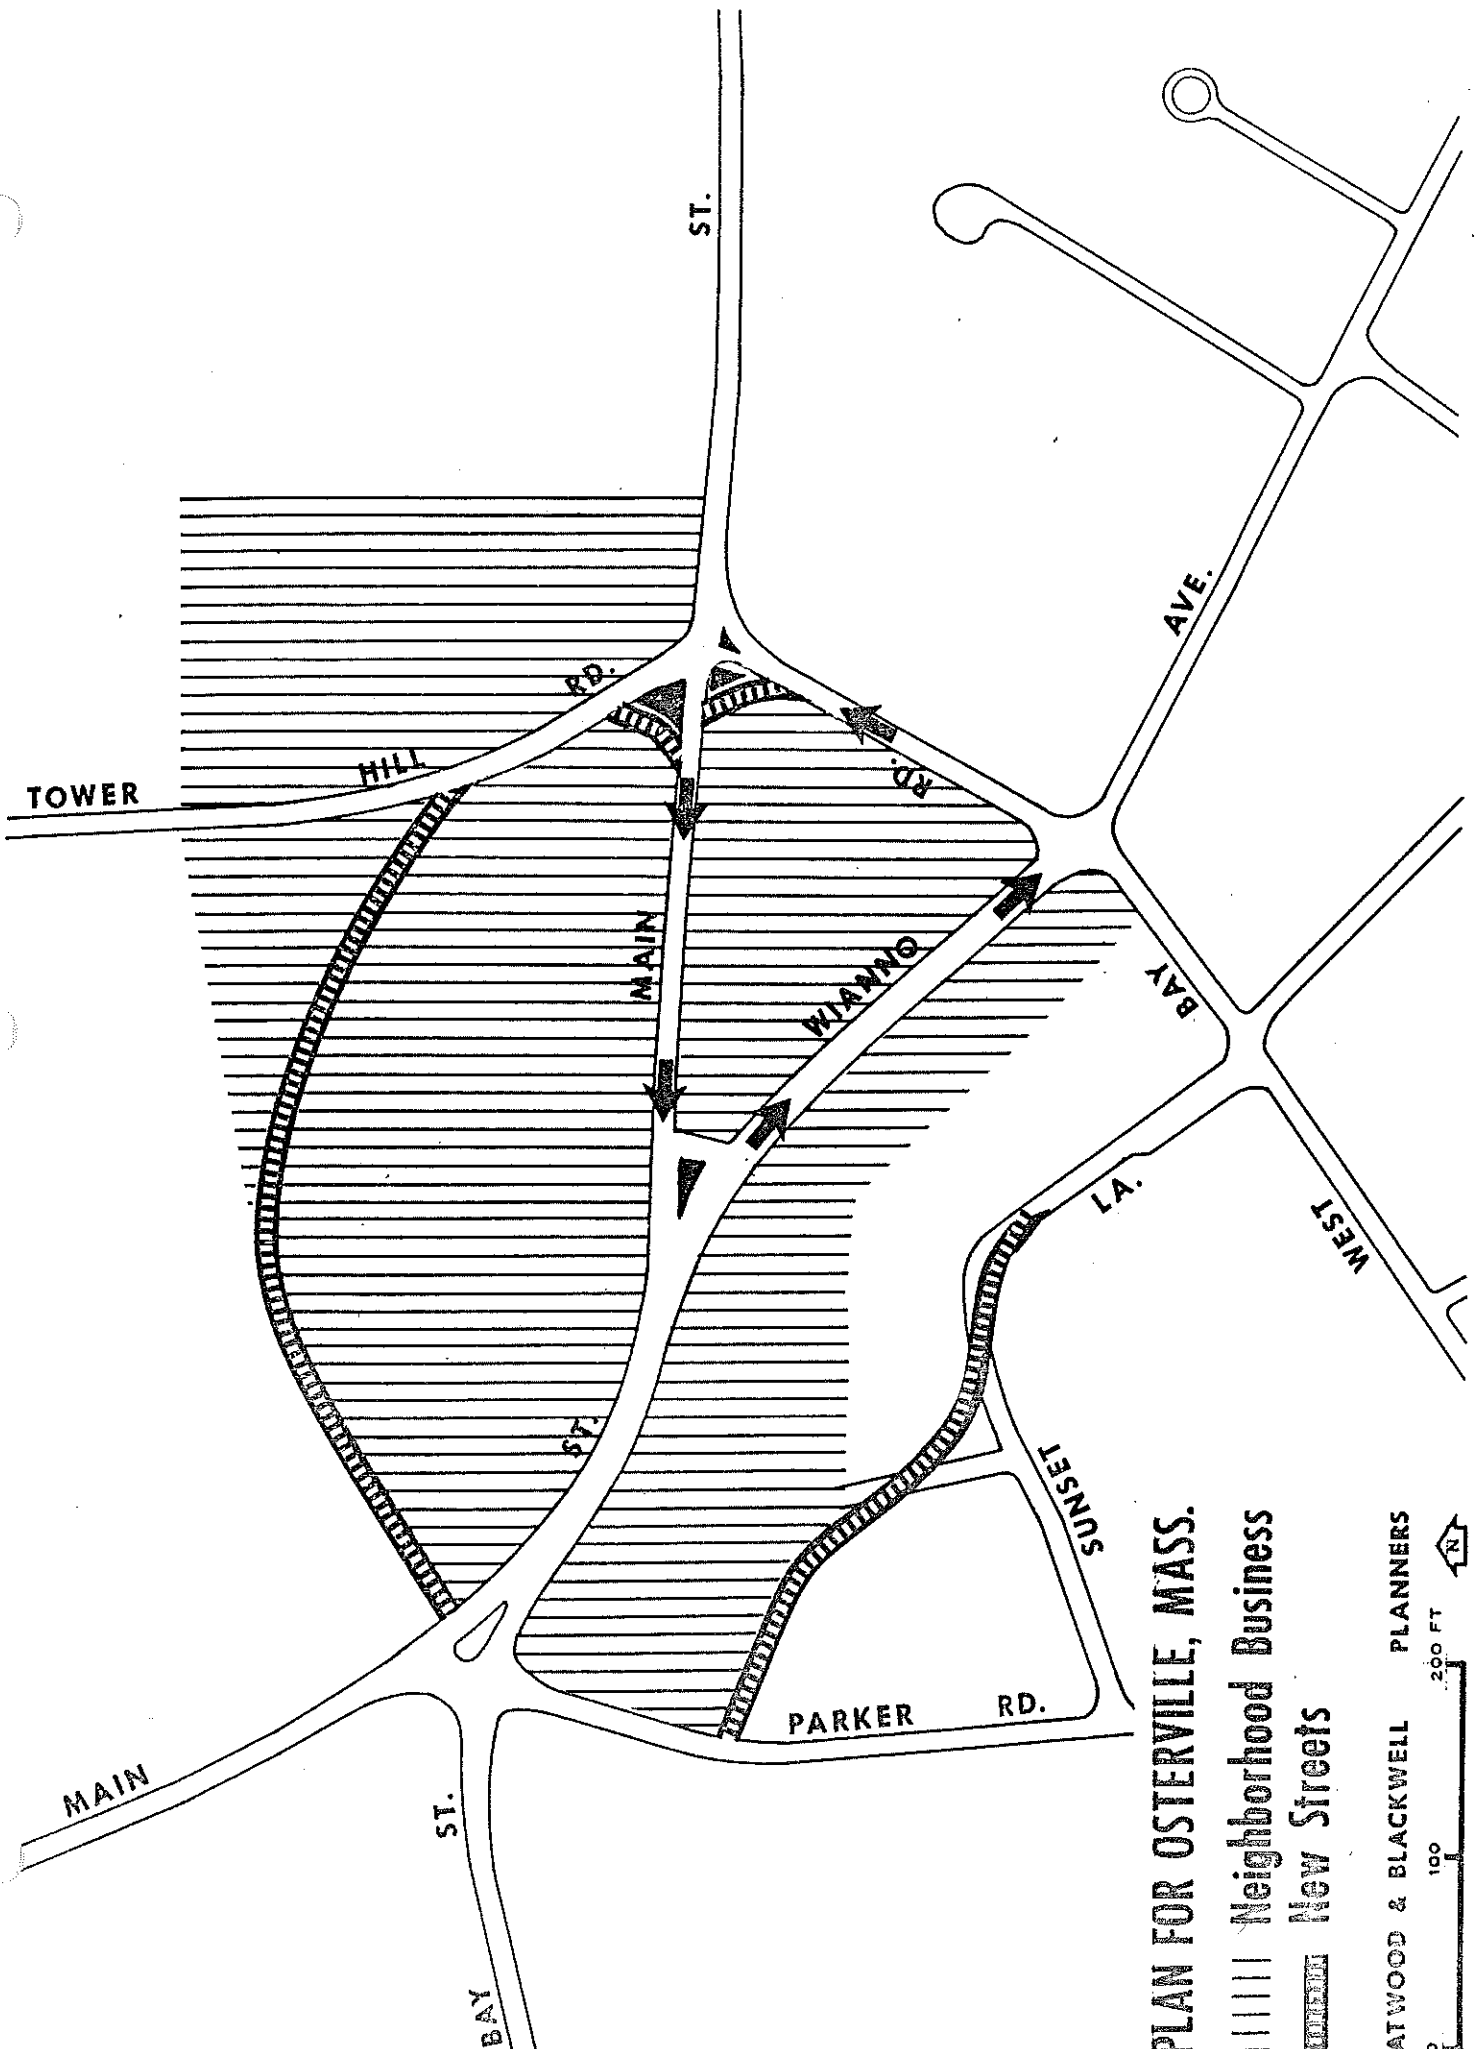 ST.
RD.
HILL
TOWER
AVE.
RD.
MAIN
WIANNO
BAY
LA.
WEST
ST.
SUNSET
PARKER RD.
MAIN
ST.
BAY
PLAN FOR OSTERVILLE, MASS.
Neighborhood Business
New Streets
ATWOOD & BLACKWELL PLANNERS
0 100 200 FT
N